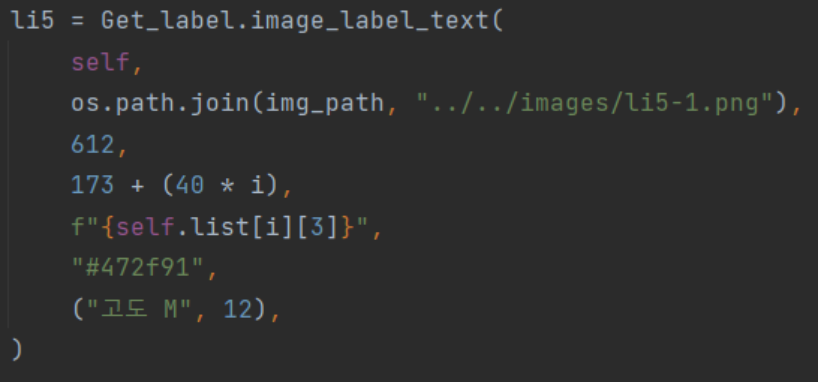 li5 = Get_label.image_label_text(
    self,
    os.path.join(img_path, "../../images/li5-1.png"),
    612,
    173 + (40 * i),
    f"{self.list[i][3]}",
    "#472f91",
    ("고도 M", 12),
)